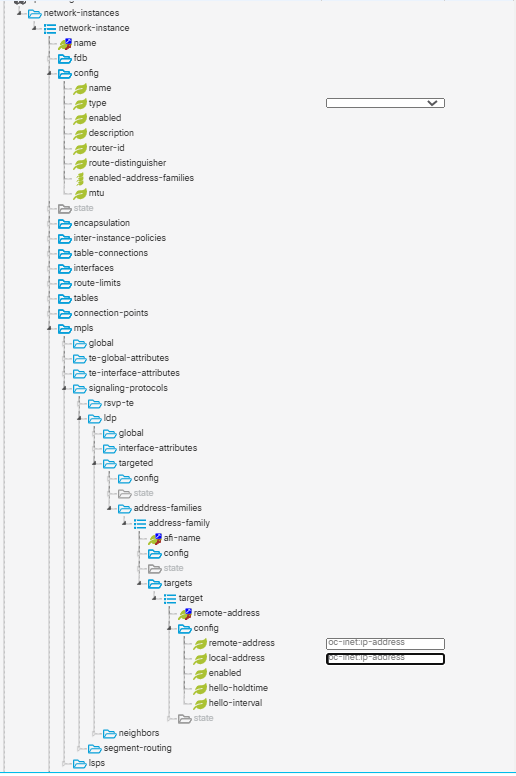 network-instances
network-instance
name
fdb
config
name
type
enabled
description
router-id
route-distinguisher
enabled-address-families
mtu
state
encapsulation
inter-instance-policies
table-connections
interfaces
route-limits
tables
connection-points
mpls
global
te-global-attributes
te-interface-attributes
signaling-protocols
rsvp-te
ldp
global
interface-attributes
targeted
config
state
address-families
address-family
afi-name
config
state
targets
target
remote-address
config
remote-address oc-inet:ip-address
local-address oc-inet:ip-address
enabled
hello-holdtime
hello-interval
state
neighbors
segment-routing
lsps